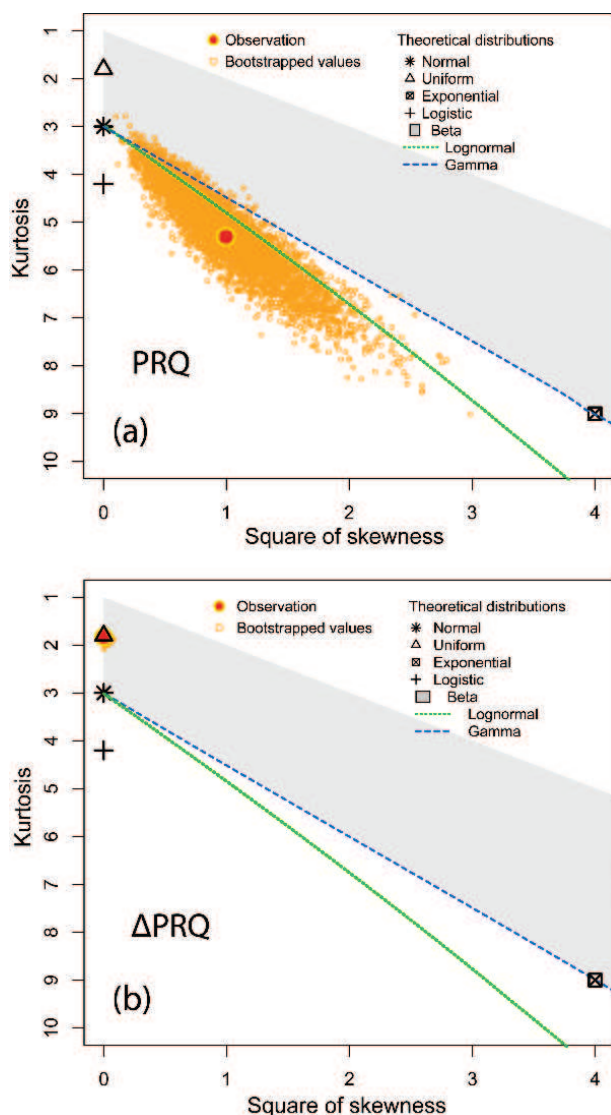 Observation
Bootstrapped values
Theoretical distributions
Normal
Uniform
Exponential
Logistic
Beta
Lognormal
Gamma
Kurtosis
1
2
3
4
5
6
7
8
9
10
PRQ
(a)
0 1 2 3 4
Square of skewness
Observation
Bootstrapped values
Theoretical distributions
Normal
Uniform
Exponential
Logistic
Beta
Lognormal
Gamma
Kurtosis
1
2
3
4
5
6
7
8
9
10
ΔPRQ
(b)
0 1 2 3 4
Square of skewness